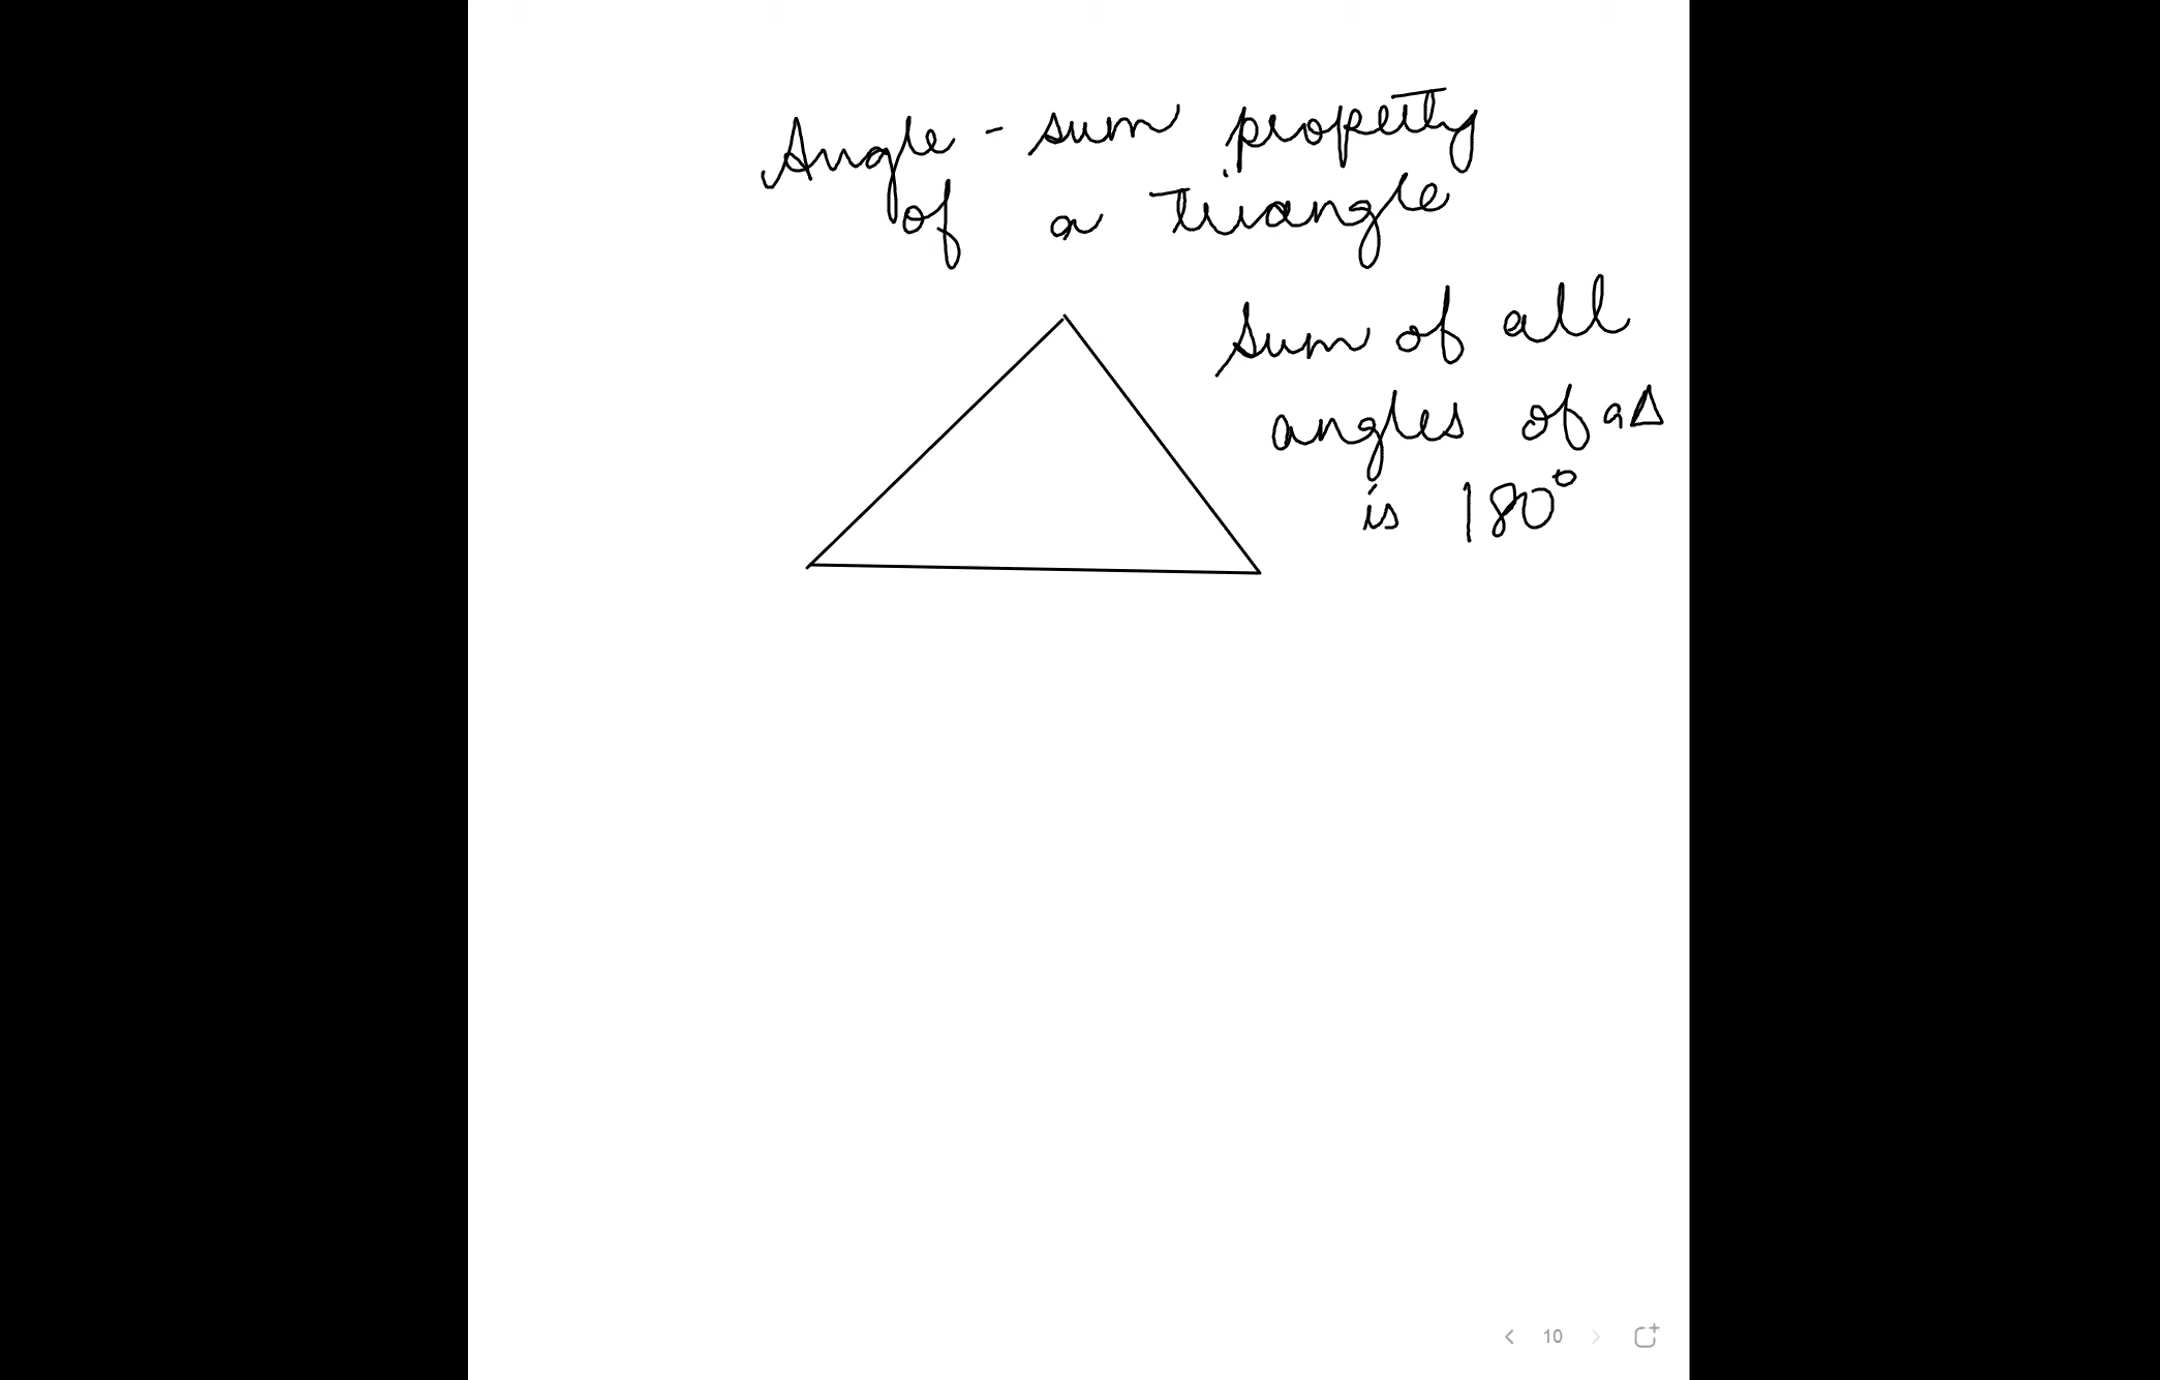 Angle - sum property
of a triangle
Sum of all
angles of a Δ
is 180°
10